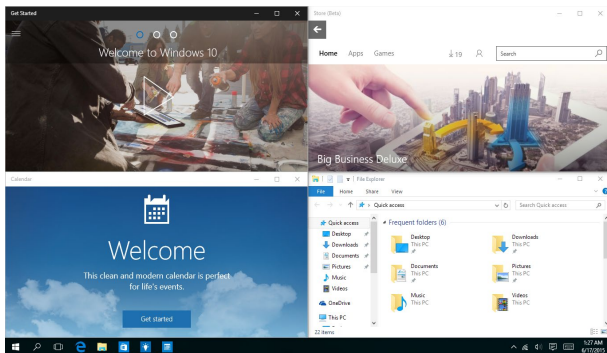 Get Started
Welcome to Windows 10
Store (Beta)
Home Apps Games 19 Search
Big Business Deluxe
Calendar
Welcome
This clean and modern calendar is perfect
for life's events.
Get started
File Explorer
File Home Share View
Quick access Search Quick access
Quick access
Desktop
Downloads
Documents
Pictures
Music
Videos
OneDrive
This PC
22 items
Frequent folders (6)
Desktop
This PC
Downloads
This PC
Documents
This PC
Pictures
This PC
Music
This PC
Videos
This PC
1:27 AM
6/17/2015